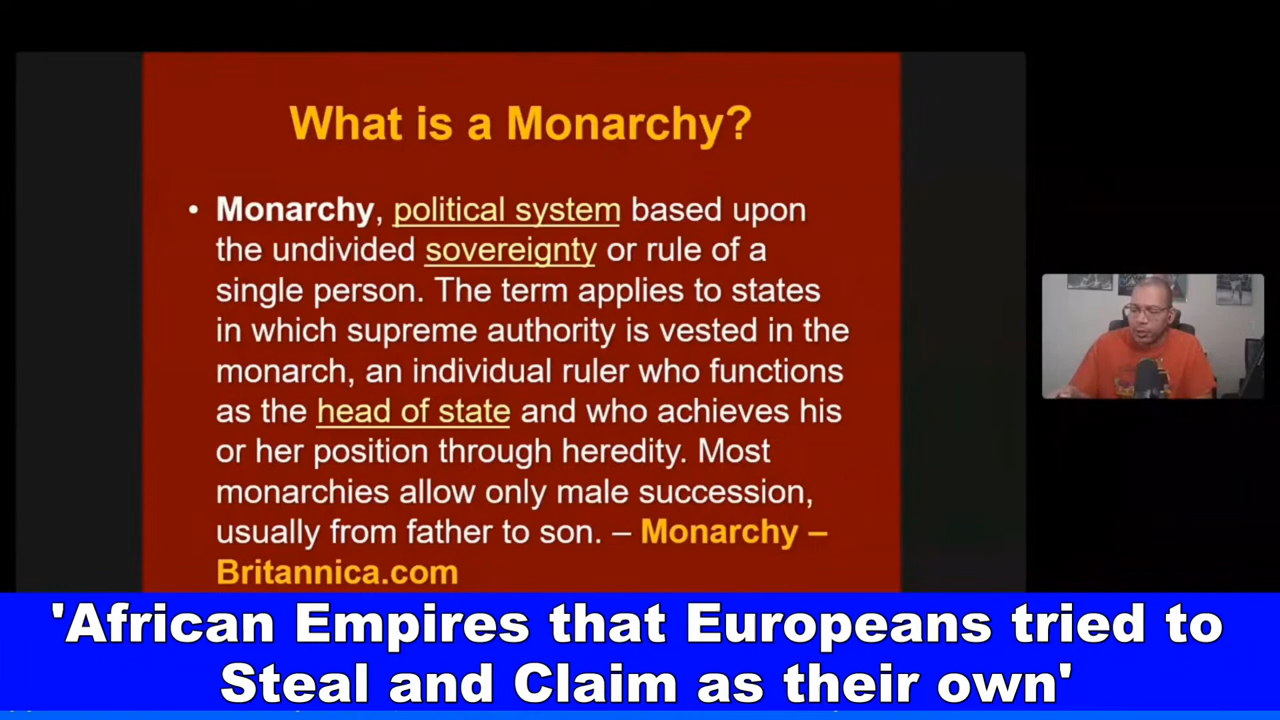 What is a Monarchy?
• Monarchy, political system based upon
the undivided sovereignty or rule of a
single person. The term applies to states
in which supreme authority is vested in the
monarch, an individual ruler who functions
as the head of state and who achieves his
or her position through heredity. Most
monarchies allow only male succession,
usually from father to son. – Monarchy –
Britannica.com
'African Empires that Europeans tried to
Steal and Claim as their own'